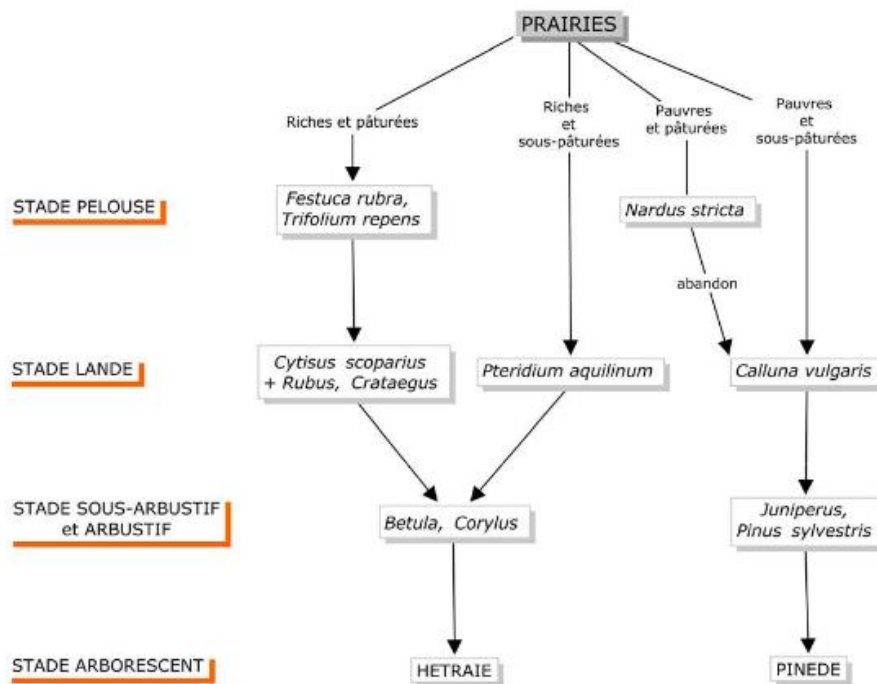 PRAIRIES
Riches et pâturées
Riches
et
sous-pâturées
Pauvres
et pâturées
Pauvres
et
sous-pâturées
STADE PELOUSE
Festuca rubra,
Trifolium repens
Nardus stricta
abandon
STADE LANDE
Cytisus scoparius
+ Rubus, Crataegus
Pteridium aquilinum
Calluna vulgaris
STADE SOUS-ARBUSTIF
et ARBUSTIF
Betula, Corylus
Juniperus,
Pinus sylvestris
STADE ARBORESCENT
HETRAIE
PINEDE